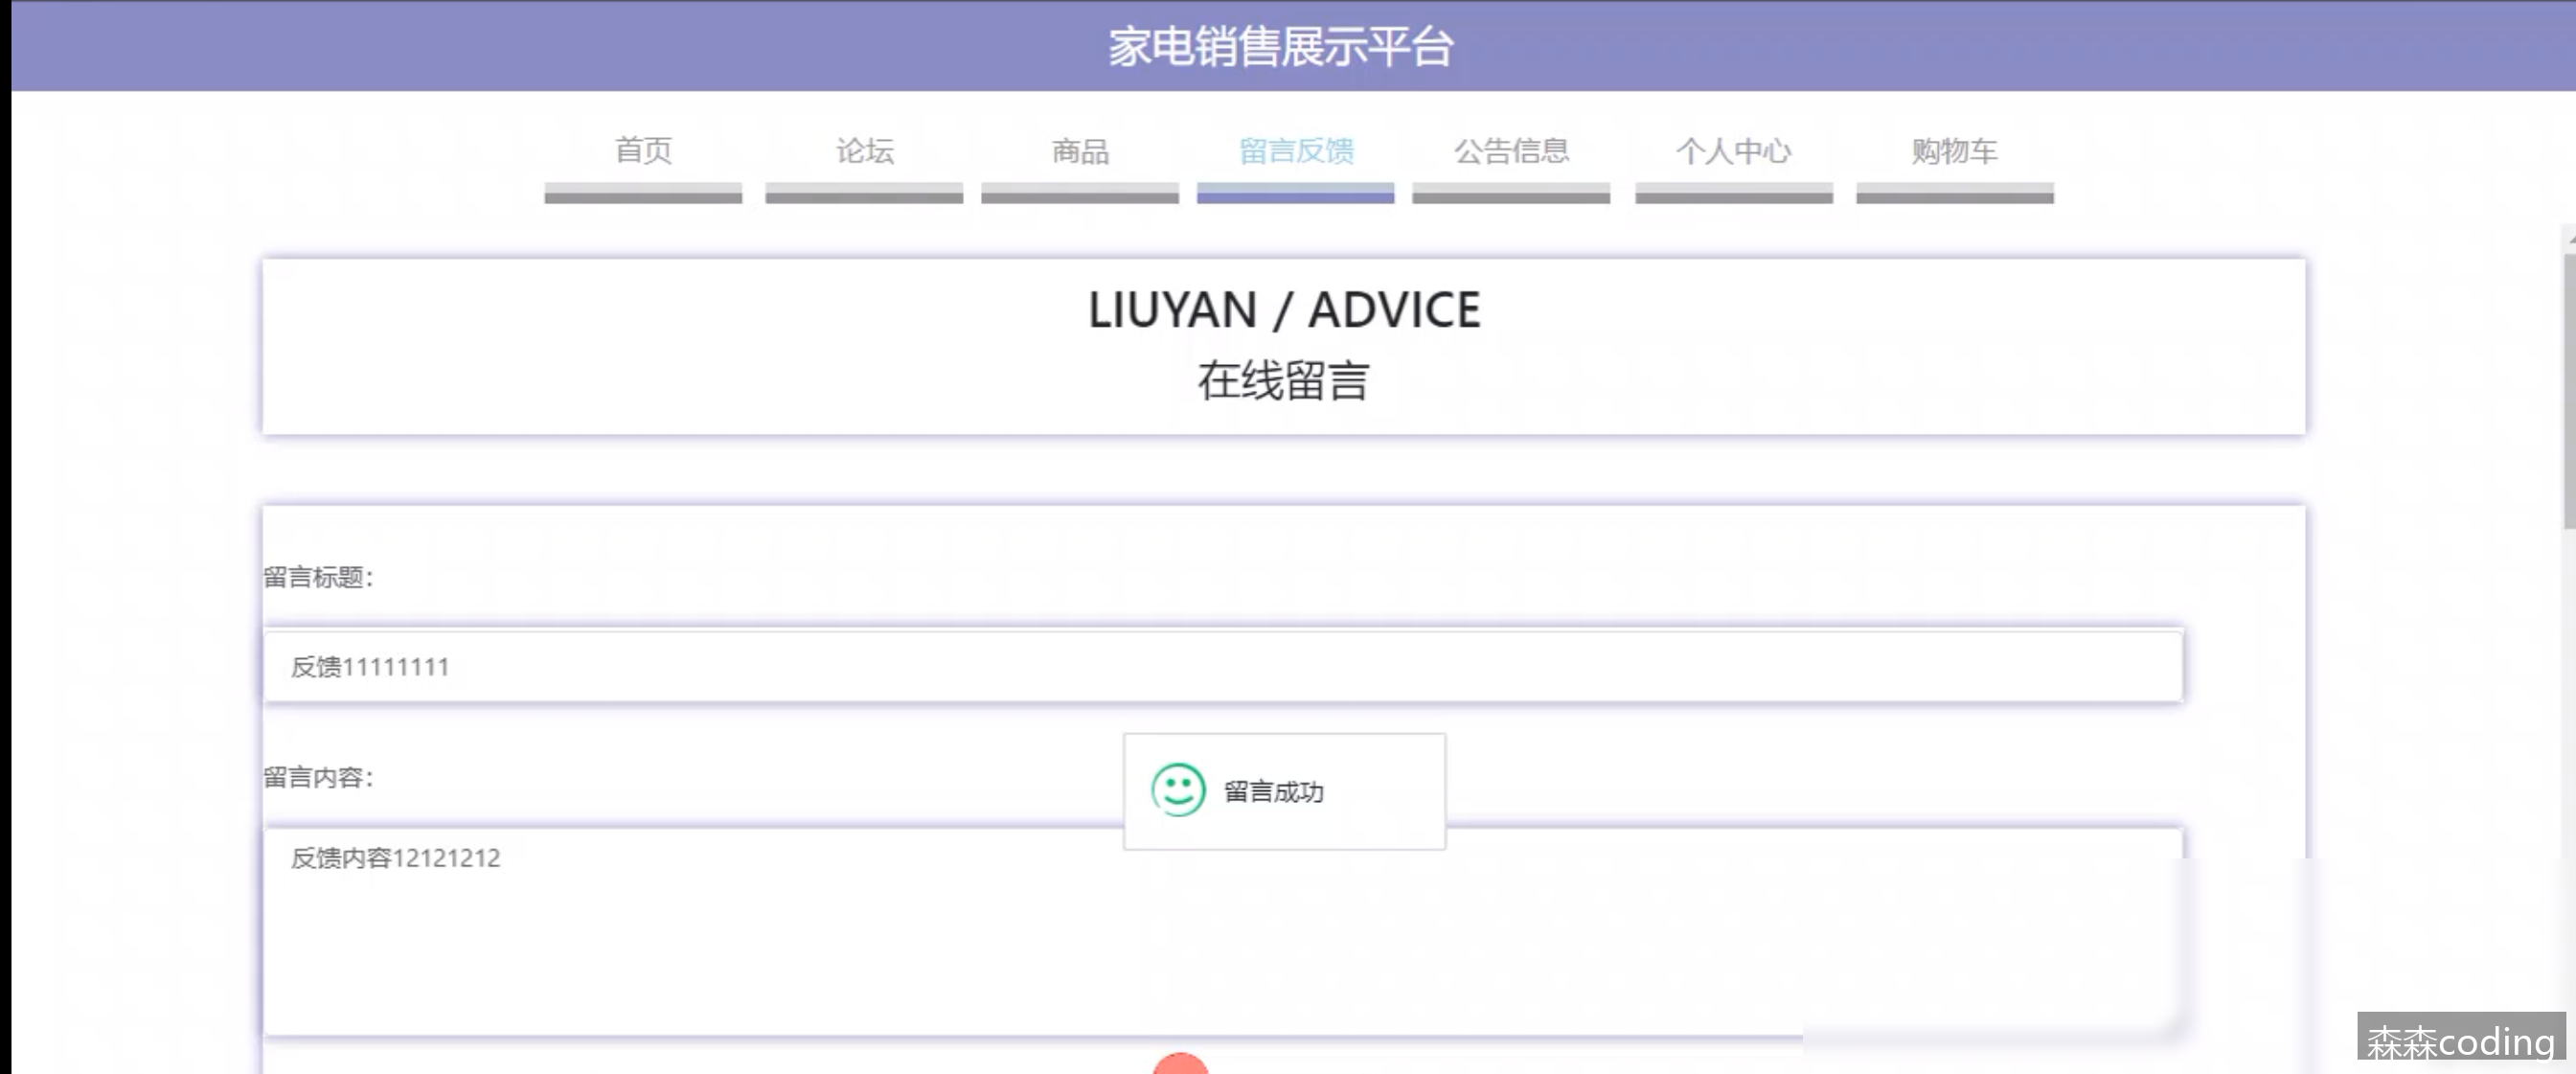 家电销售展示平台
首页 论坛 商品 留言反馈 公告信息 个人中心 购物车
LIUYAN / ADVICE
在线留言
留言标题：
反馈11111111
留言内容：
留言成功
反馈内容12121212
森森coding